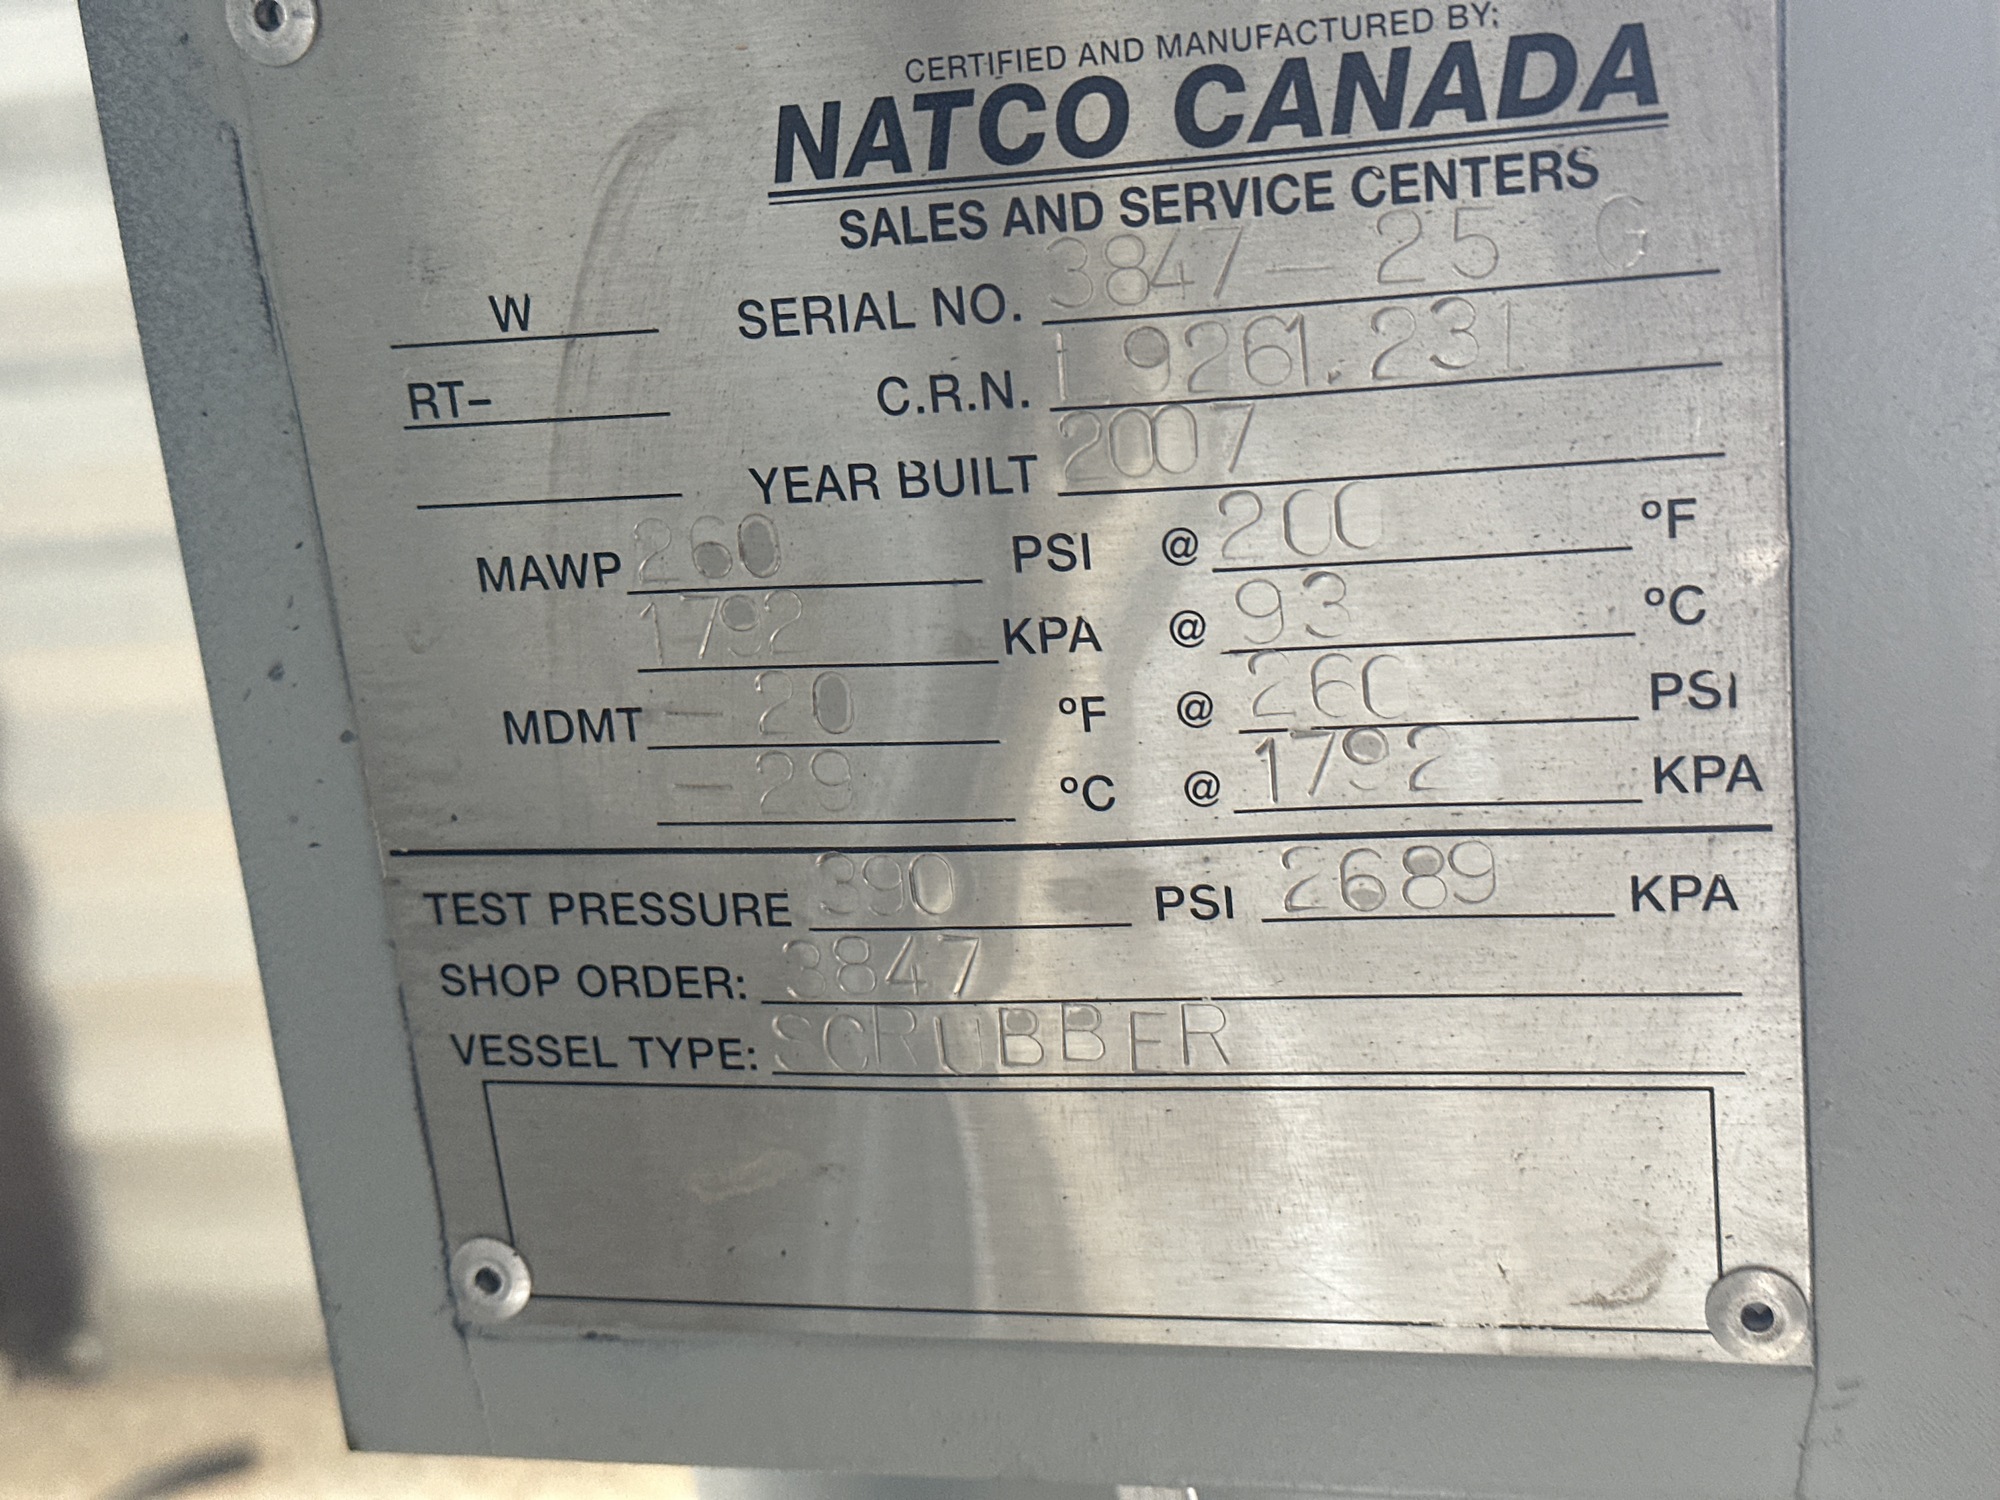 CERTIFIED AND MANUFACTURED BY:
NATCO CANADA
SALES AND SERVICE CENTERS
W SERIAL NO. 3847-25 G
RT- C.R.N. L 9261.231
YEAR BUILT 2007
MAWP 260 PSI @ 200 °F
1792 KPA @ 93 °C
MDMT -20 °F @ 260 PSI
-29 °C @ 1792 KPA
TEST PRESSURE 390 PSI 2689 KPA
SHOP ORDER: 3847
VESSEL TYPE: SCRUBBER